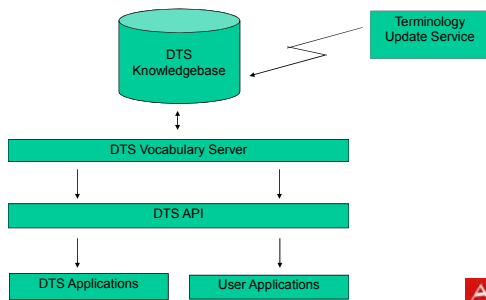 Terminology
Update Service
DTS
Knowledgebase
DTS Vocabulary Server
DTS API
DTS Applications
User Applications